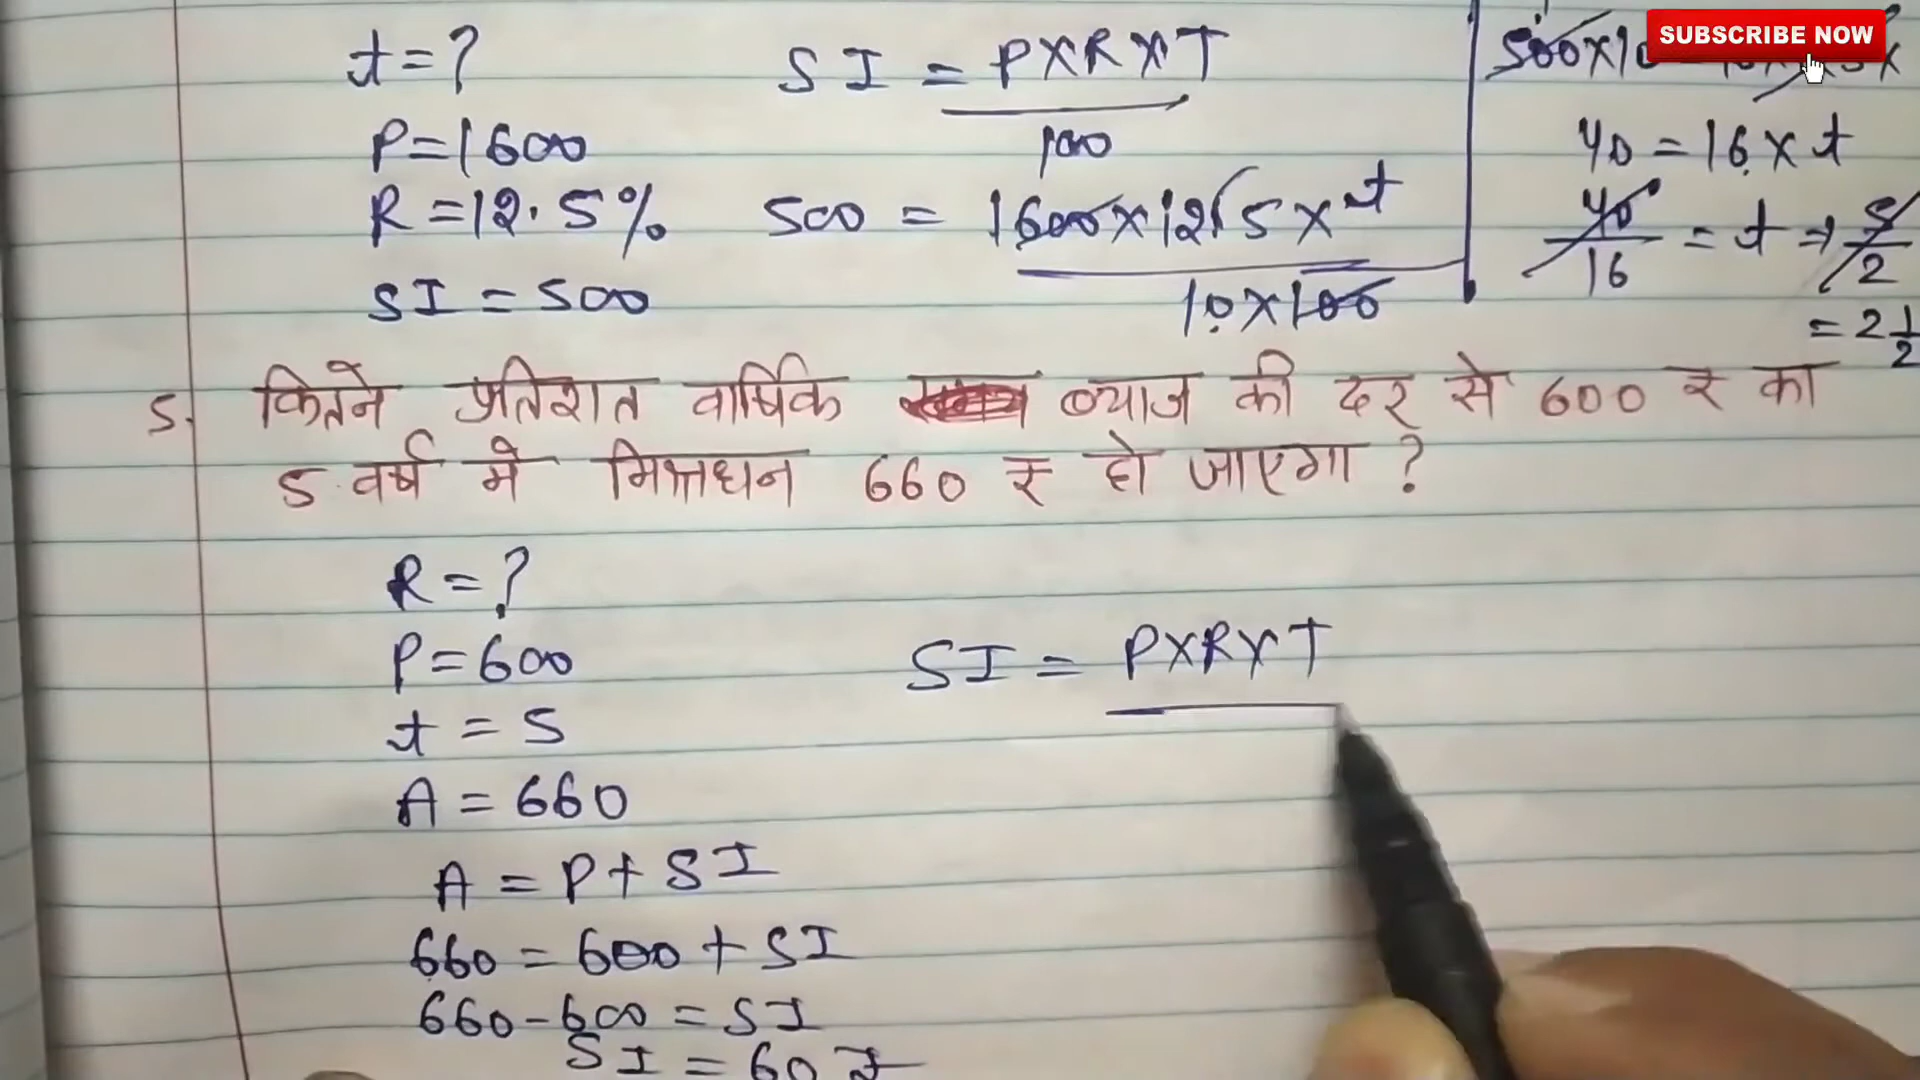 t = ?
P = 1600
R = 12.5%
SI = 500
SI = P×R×T
100
500 = 1600×125×t
10×100
SUBSCRIBE NOW
500×10
40 = 16×t
40/16 = t ⇒ 5/2
= 2 1/2
5. कितने प्रतिशत वार्षिक ब्याज की दर से 600 ₹ का
5 वर्ष मे मिश्रधन 660 ₹ हो जाएगा ?
R = ?
P = 600
t = 5
A = 660
A = P + SI
660 = 600 + SI
660 - 600 = SI
SI = 60 ₹
SI = P×R×T